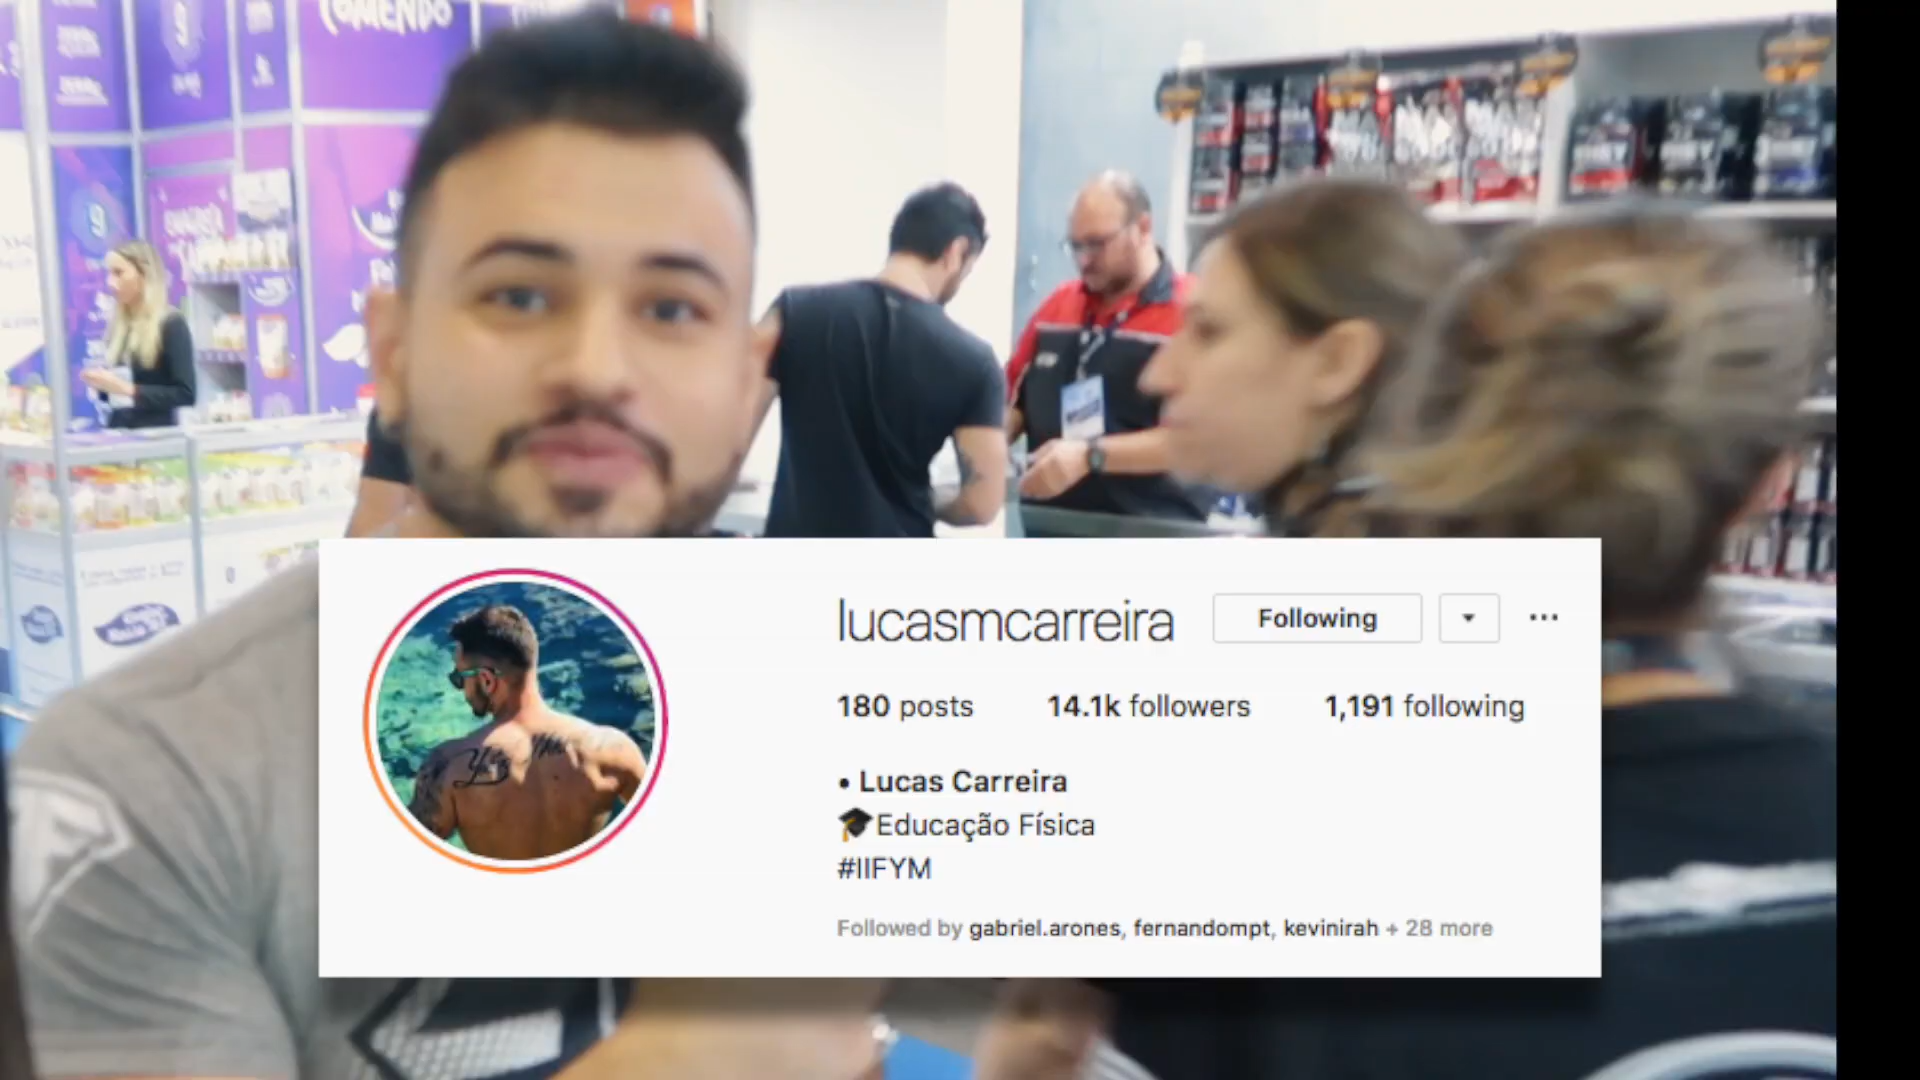 COMENDO
lucasmcarreira
Following
180 posts
14.1k followers
1,191 following
• Lucas Carreira
🎓Educação Física
#IIFYM
Followed by gabriel.arones, fernandompt, kevinirah + 28 more